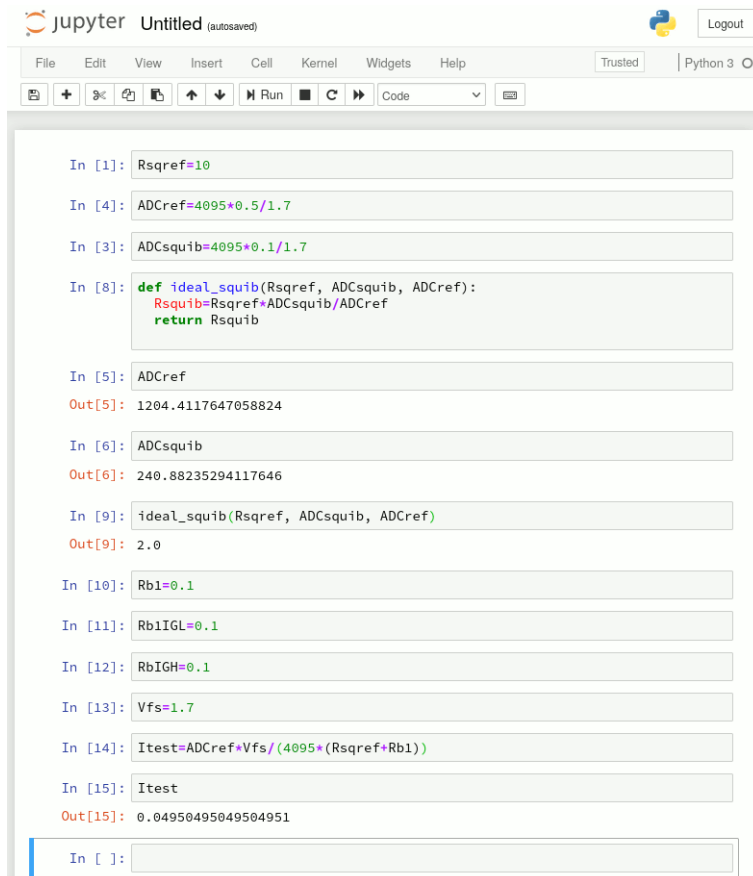 jupyter Untitled (autosaved)
Logout
File Edit View Insert Cell Kernel Widgets Help Trusted Python 3
Run Code
In [1]: Rsqref=10
In [4]: ADCref=4095*0.5/1.7
In [3]: ADCsquib=4095*0.1/1.7
In [8]: def ideal_squib(Rsqref, ADCsquib, ADCref):
Rsquib=Rsqref*ADCsquib/ADCref
return Rsquib
In [5]: ADCref
Out[5]: 1204.4117647058824
In [6]: ADCsquib
Out[6]: 240.88235294117646
In [9]: ideal_squib(Rsqref, ADCsquib, ADCref)
Out[9]: 2.0
In [10]: Rb1=0.1
In [11]: Rb1IGL=0.1
In [12]: RbIGH=0.1
In [13]: Vfs=1.7
In [14]: Itest=ADCref*Vfs/(4095*(Rsqref+Rb1))
In [15]: Itest
Out[15]: 0.04950495049504951
In [ ]: